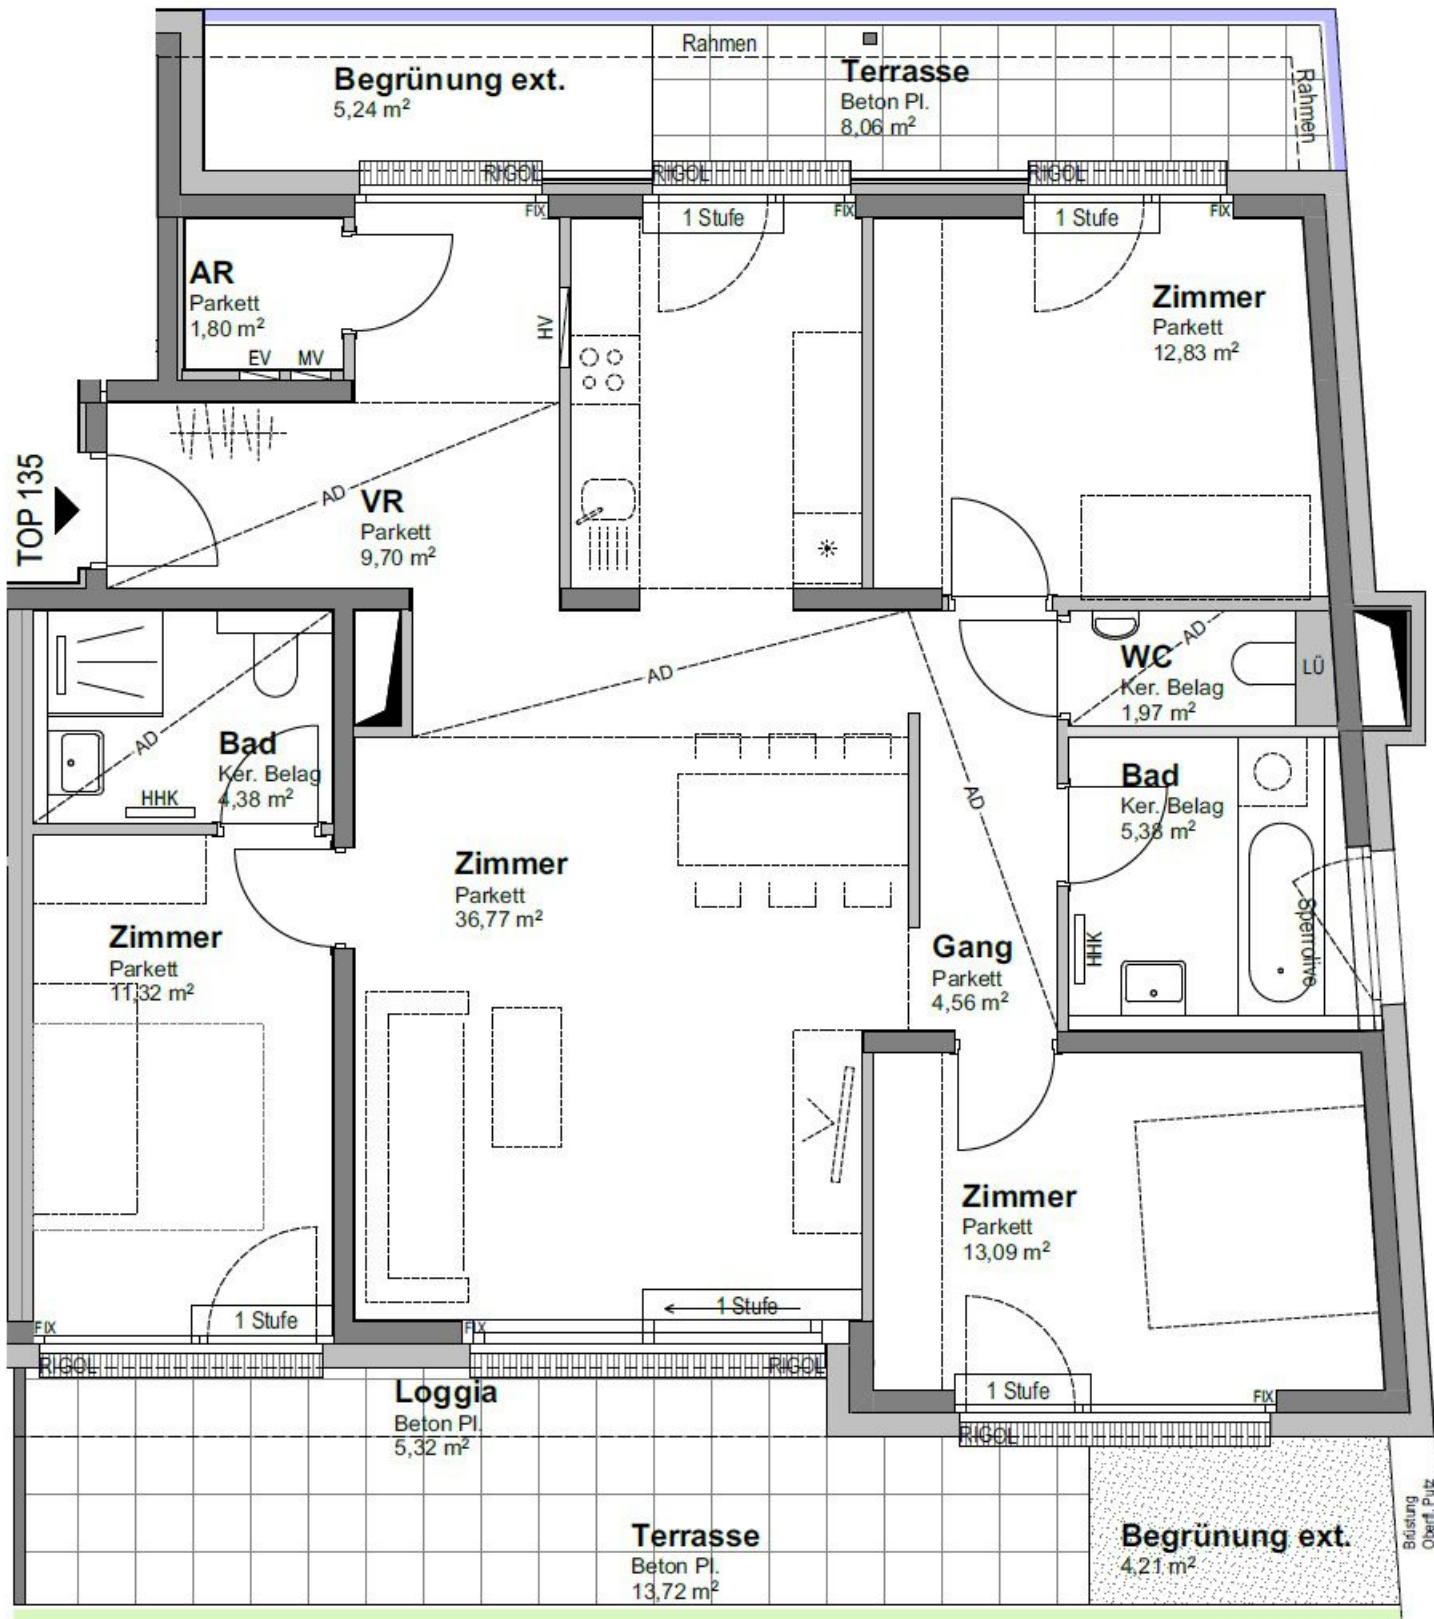 Rahmen
Begrünung ext.
5,24 m²
Terrasse
Beton Pl.
8,06 m²
Rahmen
RIGOL
RIGOL
RIGOL
FIX
1 Stufe
FIX
1 Stufe
FIX
AR
Parkett
1,80 m²
EV
MV
HV
Zimmer
Parkett
12,83 m²
TOP 135
AD
VR
Parkett
9,70 m²
AD
AD
WC
Ker. Belag
1,97 m²
LÜ
AD
Bad
Ker. Belag
4,38 m²
HHK
AD
Bad
Ker. Belag
5,38 m²
HHK
Sperrolive
Zimmer
Parkett
36,77 m²
Zimmer
Parkett
11,32 m²
Gang
Parkett
4,56 m²
Zimmer
Parkett
13,09 m²
FIX
1 Stufe
FIX
1 Stufe
1 Stufe
FIX
RIGOL
RIGOL
RIGOL
Loggia
Beton Pl.
5,32 m²
Terrasse
Beton Pl.
13,72 m²
Begrünung ext.
4,21 m²
Brüstung
Oberfl. Putz